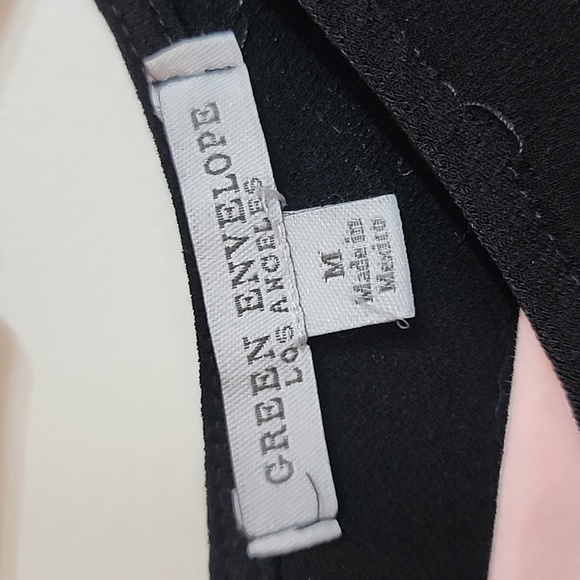 GREEN ENVELOPE
LOS ANGELES
M
Made in
Mexico